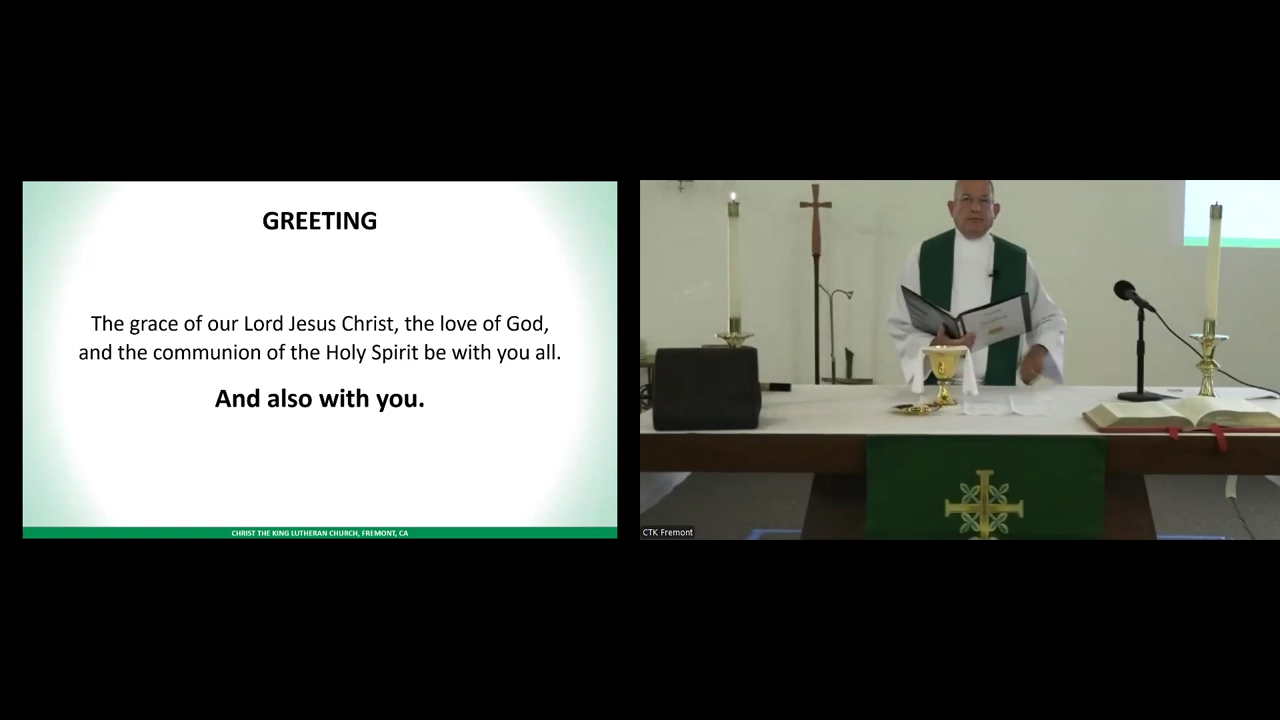 GREETING
The grace of our Lord Jesus Christ, the love of God,
and the communion of the Holy Spirit be with you all.
And also with you.
CHRIST THE KING LUTHERAN CHURCH, FREMONT, CA
CTK Fremont